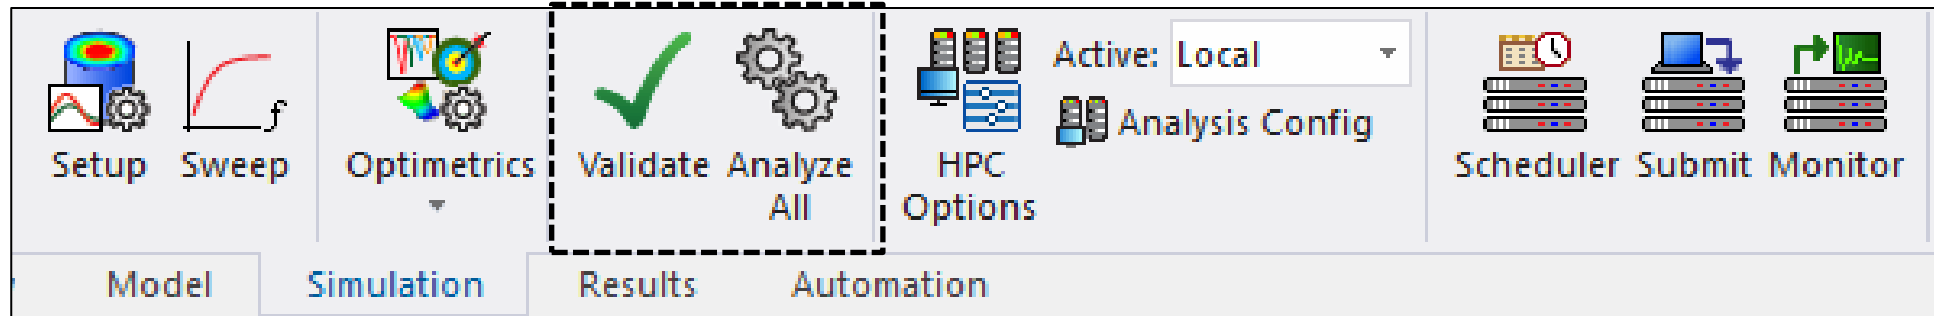 Active: Local
Analysis Config
Setup Sweep Optimetrics Validate Analyze All HPC Options Scheduler Submit Monitor
Model Simulation Results Automation